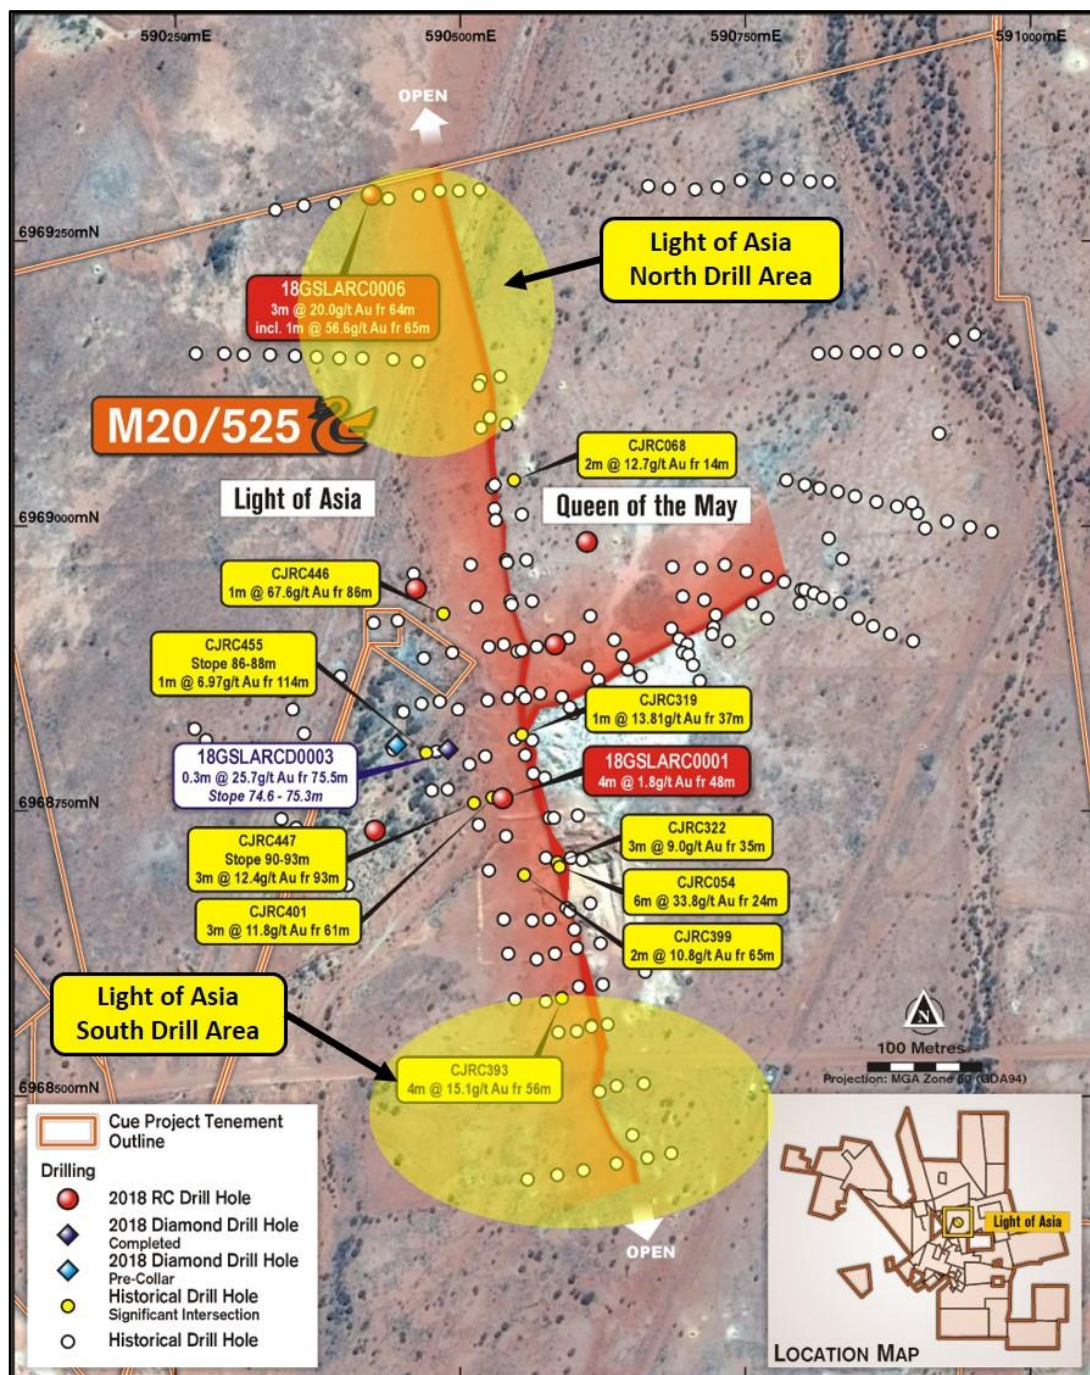 590250mE
590500mE
590750mE
591000mE
OPEN
6969250mN
Light of Asia
North Drill Area
18GSLARC0006
3m @ 20.0g/t Au fr 64m
incl. 1m @ 56.6g/t Au fr 65m
M20/525
CJRC068
2m @ 12.7g/t Au fr 14m
Light of Asia
Queen of the May
6969000mN
CJRC446
1m @ 67.6g/t Au fr 86m
CJRC455
Stope 86-88m
1m @ 6.97g/t Au fr 114m
CJRC319
1m @ 13.81g/t Au fr 37m
18GSLARCD0003
0.3m @ 25.7g/t Au fr 75.5m
Stope 74.6 - 75.3m
18GSLARC0001
4m @ 1.8g/t Au fr 48m
6968750mN
CJRC447
Stope 90-93m
3m @ 12.4g/t Au fr 93m
CJRC322
3m @ 9.0g/t Au fr 35m
CJRC054
6m @ 33.8g/t Au fr 24m
CJRC401
3m @ 11.8g/t Au fr 61m
CJRC399
2m @ 10.8g/t Au fr 65m
Light of Asia
South Drill Area
N
100 Metres
Projection: MGA Zone 50 (GDA94)
CJRC393
4m @ 15.1g/t Au fr 56m
6968500mN
Cue Project Tenement
Outline
Drilling
2018 RC Drill Hole
2018 Diamond Drill Hole
Completed
2018 Diamond Drill Hole
Pre-Collar
Historical Drill Hole
Significant Intersection
Historical Drill Hole
OPEN
Light of Asia
LOCATION MAP